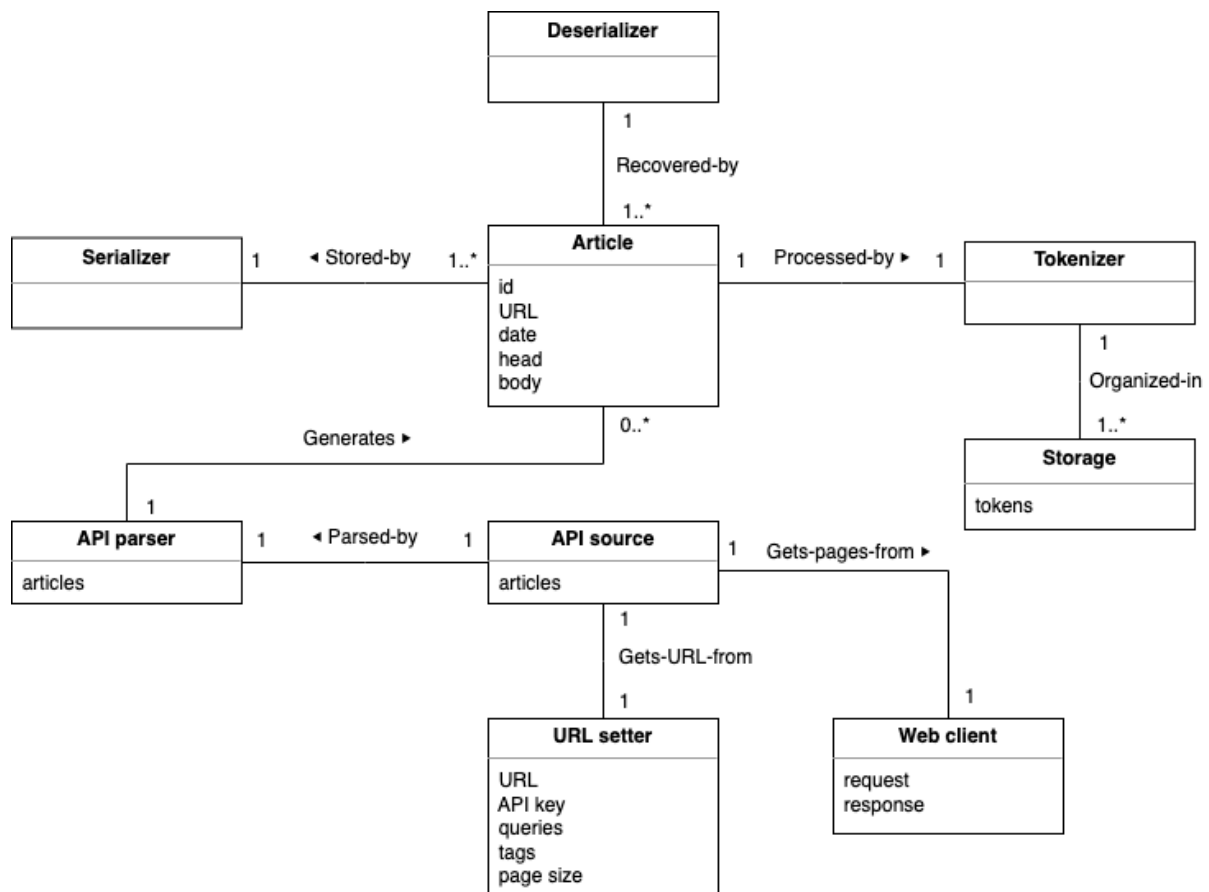 Deserializer
1
Recovered-by
1..*
Serializer
1
◂ Stored-by
1..*
Article
id
URL
date
head
body
1
Processed-by ▸
1
Tokenizer
1
Organized-in
1..*
Storage
tokens
0..*
Generates ▸
1
API parser
articles
1
◂ Parsed-by
1
API source
articles
1
Gets-pages-from ▸
1
Gets-URL-from
1
1
URL setter
URL
API key
queries
tags
page size
Web client
request
response